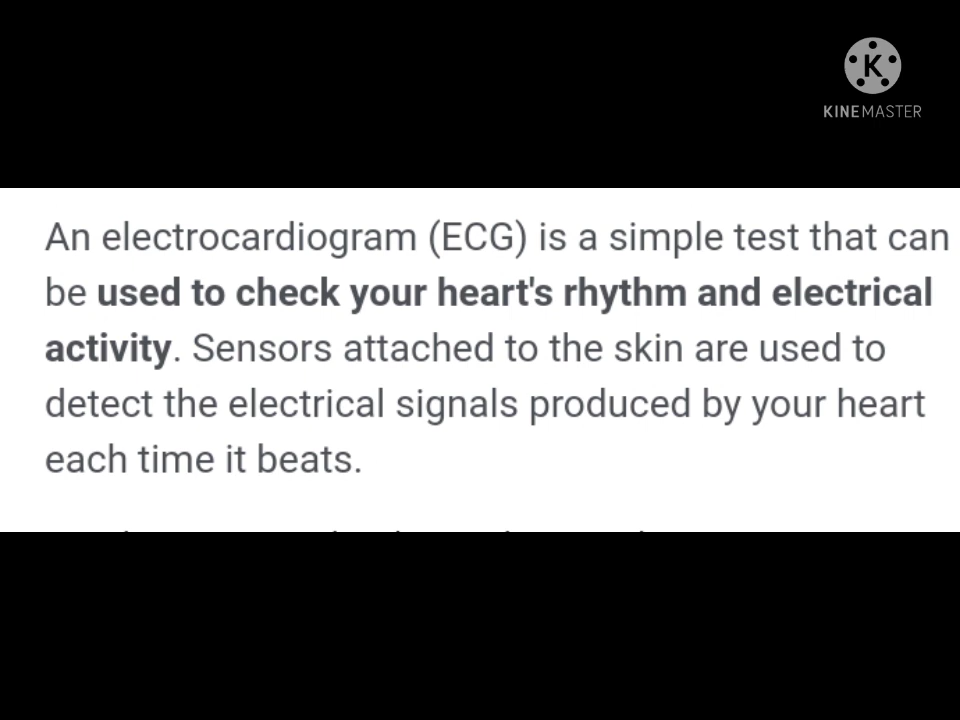 K
KINEMASTER
An electrocardiogram (ECG) is a simple test that can
be used to check your heart's rhythm and electrical
activity. Sensors attached to the skin are used to
detect the electrical signals produced by your heart
each time it beats.